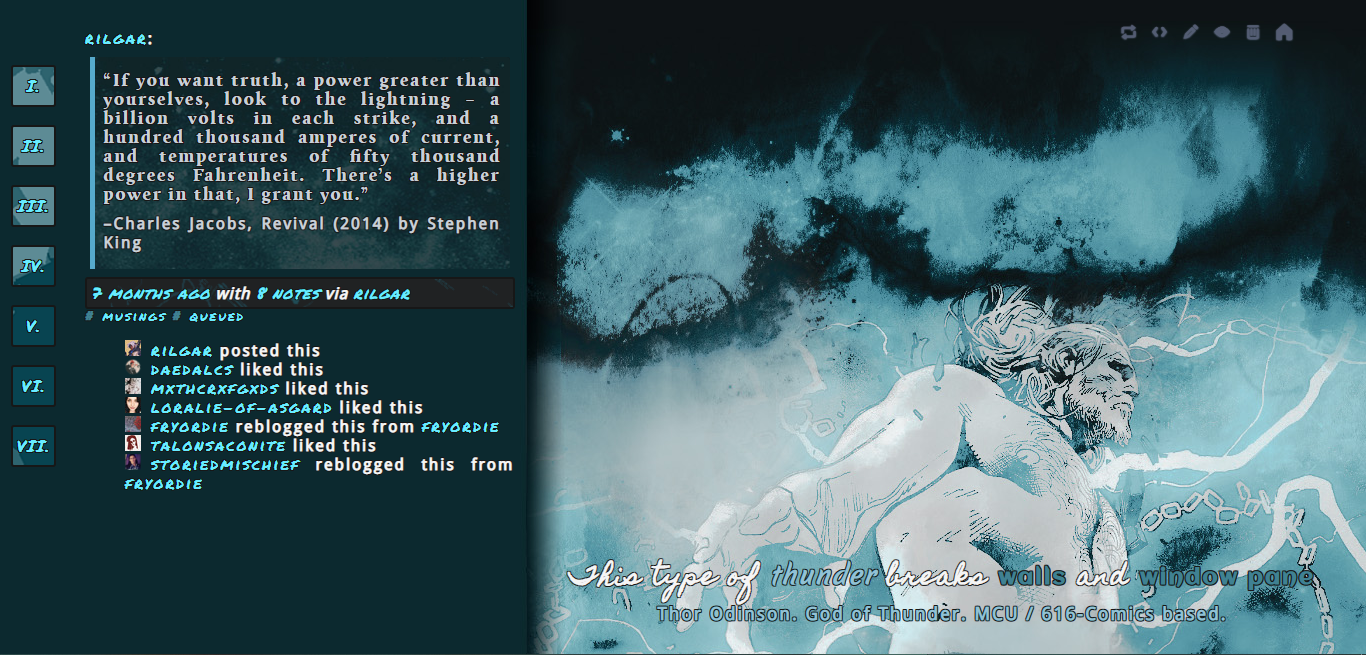 RILGAR:
I.
II.
III.
IV.
V.
VI.
VII.
“If you want truth, a power greater than
yourselves, look to the lightning – a
billion volts in each strike, and a
hundred thousand amperes of current,
and temperatures of fifty thousand
degrees Fahrenheit. There’s a higher
power in that, I grant you.”
–Charles Jacobs, Revival (2014) by Stephen
King
7 MONTHS AGO with 8 NOTES via RILGAR
# MUSINGS # QUEUED
RILGAR posted this
DAEDALCS liked this
MXTHCRXFGXDS liked this
LORALIE-OF-ASGARD liked this
FRYORDIE reblogged this from FRYORDIE
TALONSACONITE liked this
STORIEDMISCHIEF reblogged this from
FRYORDIE
This type of thunder breaks walls and window pane
Thor Odinson. God of Thunder. MCU / 616-Comics based.